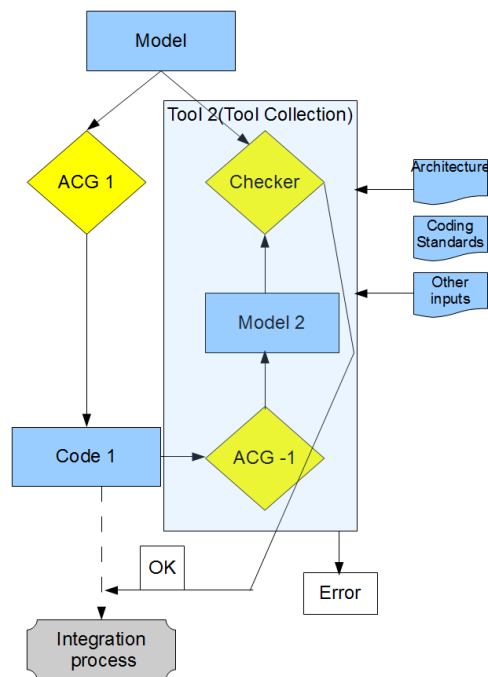 Model
Tool 2(Tool Collection)
ACG 1
Checker
Architecture
Coding
Standards
Other
inputs
Model 2
Code 1
ACG -1
OK
Error
Integration
process